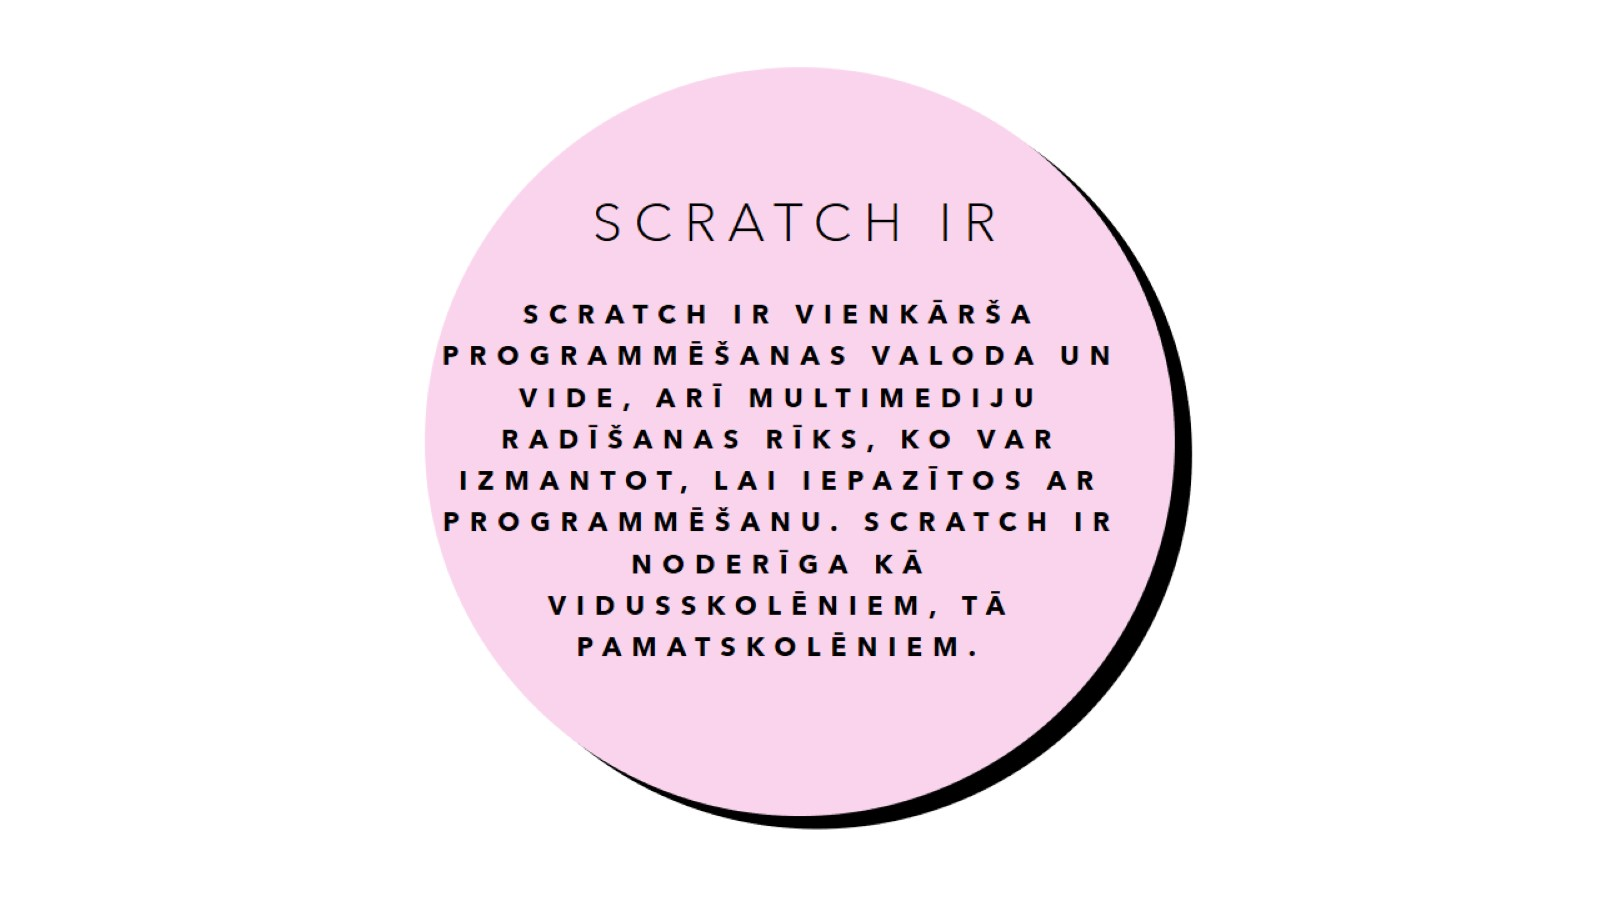 SCRATCH IR
SCRATCH IR VIENKĀRŠA
PROGRAMMĒŠANAS VALODA UN
VIDE, ARĪ MULTIMEDIJU
RADĪŠANAS RĪKS, KO VAR
IZMANTOT, LAI IEPAZĪTOS AR
PROGRAMMĒŠANU. SCRATCH IR
NODERĪGA KĀ
VIDUSSKOLĒNIEM, TĀ
PAMATSKOLĒNIEM.